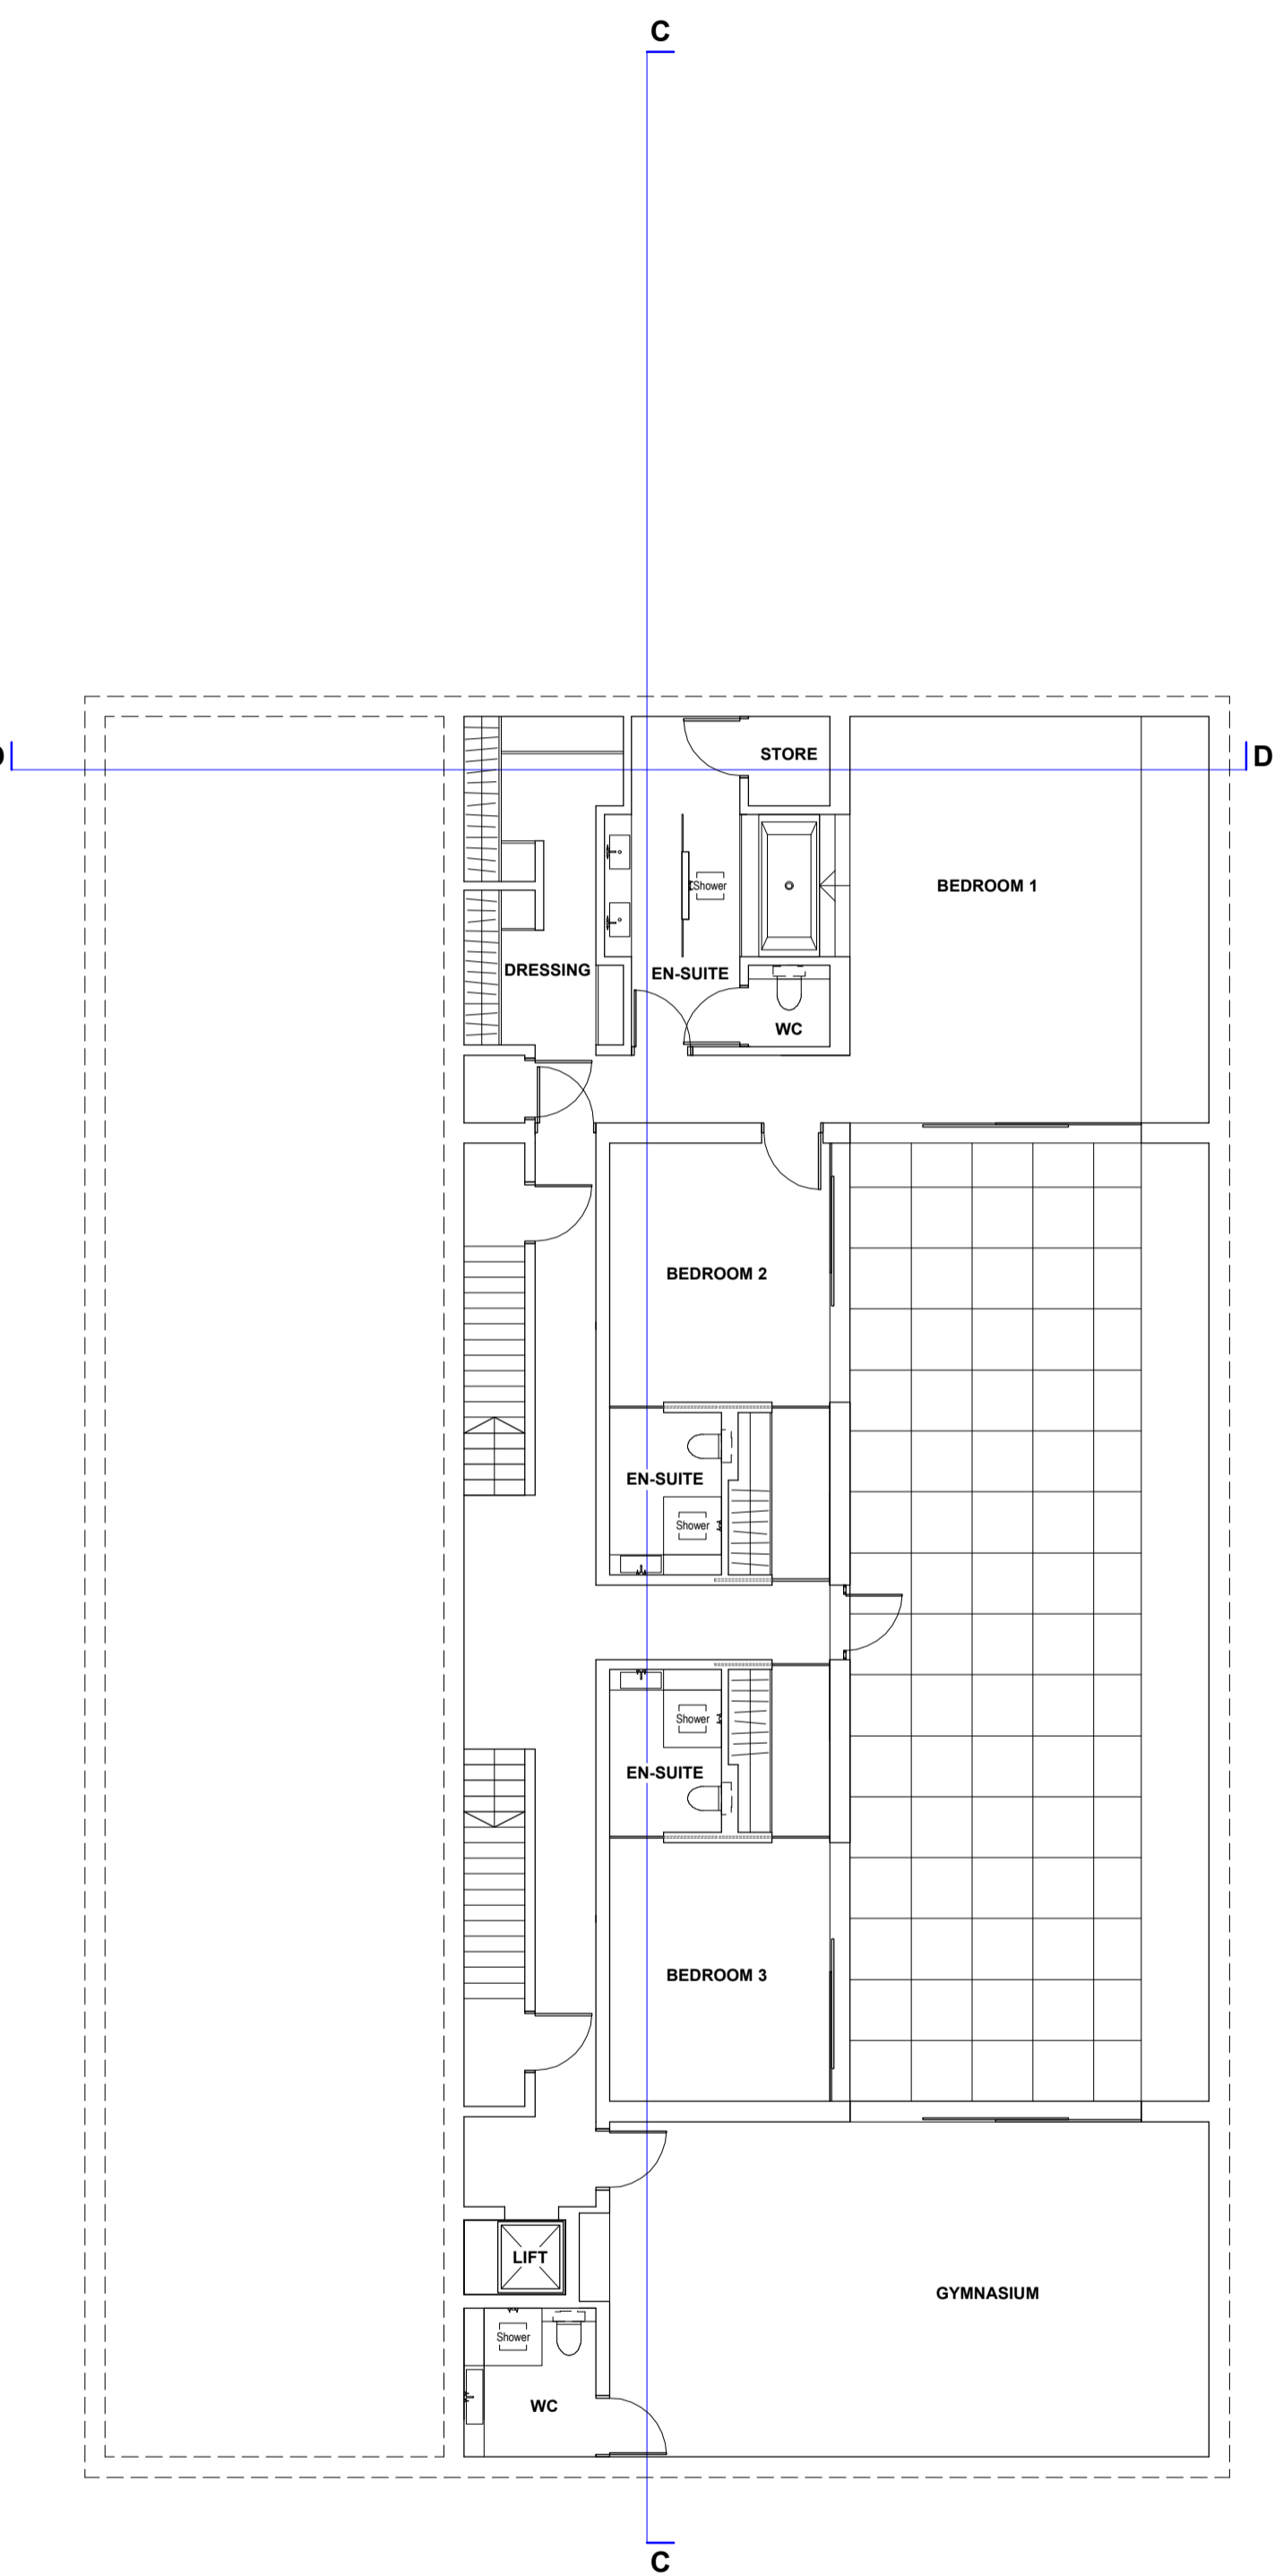 C
D
STORE
BEDROOM 1
Shower
DRESSING
EN-SUITE
WC
BEDROOM 2
EN-SUITE
Shower
Shower
EN-SUITE
BEDROOM 3
LIFT
GYMNASIUM
Shower
WC
C